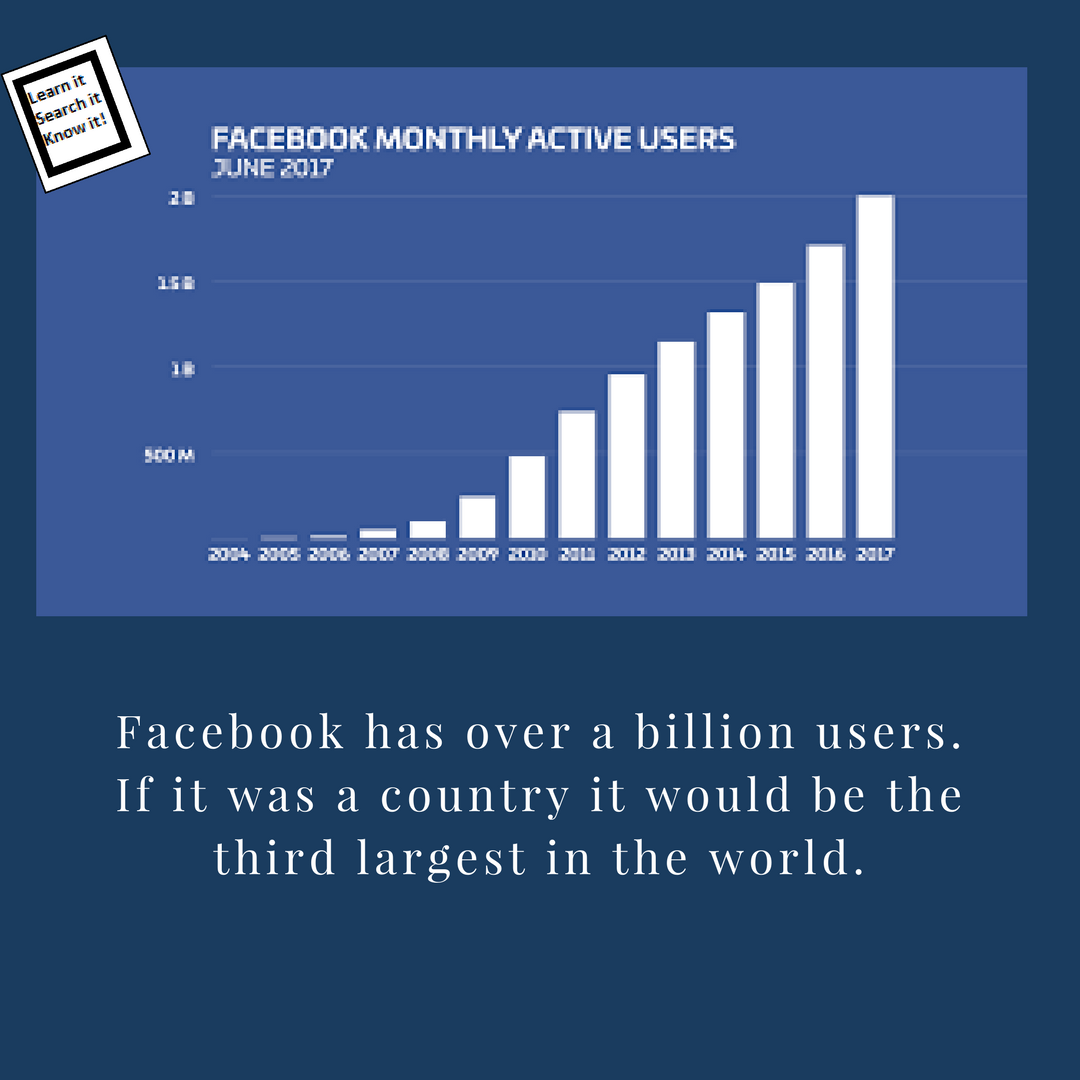 Learn it
Search it
Know it!
FACEBOOK MONTHLY ACTIVE USERS
JUNE 2017
2B
1.5B
1B
500M
2004 2005 2006 2007 2008 2009 2010 2011 2012 2013 2014 2015 2016 2017
Facebook has over a billion users.
If it was a country it would be the
third largest in the world.